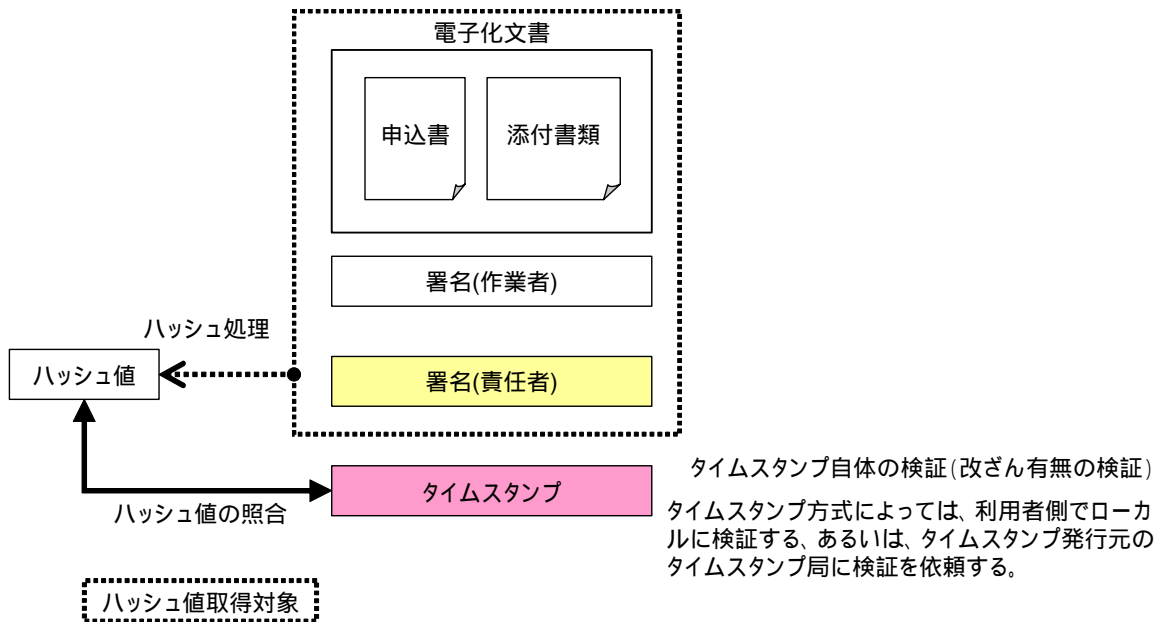 電子化文書
申込書
添付書類
署名(作業者)
ハッシュ処理
ハッシュ値
署名(責任者)
タイムスタンプ自体の検証(改ざん有無の検証)
タイムスタンプ
ハッシュ値の照合
タイムスタンプ方式によっては、利用者側でローカ
ルに検証する、あるいは、タイムスタンプ発行元の
タイムスタンプ局に検証を依頼する。
ハッシュ値取得対象